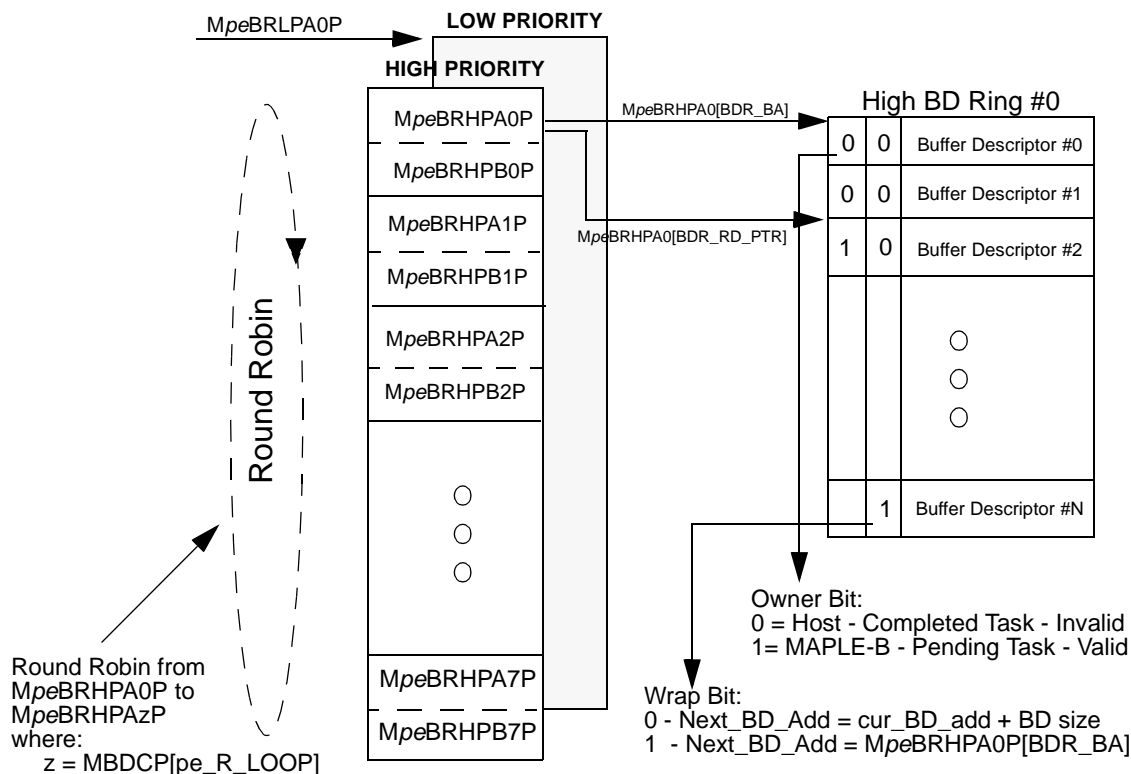 MpeBRLPA0P
LOW PRIORITY
HIGH PRIORITY
MpeBRHPA0P
MpeBRHPB0P
MpeBRHPA1P
MpeBRHPB1P
MpeBRHPA2P
MpeBRHPB2P
MpeBRHPA7P
MpeBRHPB7P
Round Robin
Round Robin from
MpeBRHPA0P to
MpeBRHPAzP
where:
z = MBDCP[pe_R_LOOP]
MpeBRHPA0[BDR_BA]
MpeBRHPA0[BDR_RD_PTR]
High BD Ring #0
0 0 Buffer Descriptor #0
0 0 Buffer Descriptor #1
1 0 Buffer Descriptor #2
1 Buffer Descriptor #N
Owner Bit:
0 = Host - Completed Task - Invalid
1= MAPLE-B - Pending Task - Valid
Wrap Bit:
0 - Next_BD_Add = cur_BD_add + BD size
1 - Next_BD_Add = MpeBRHPA0P[BDR_BA]